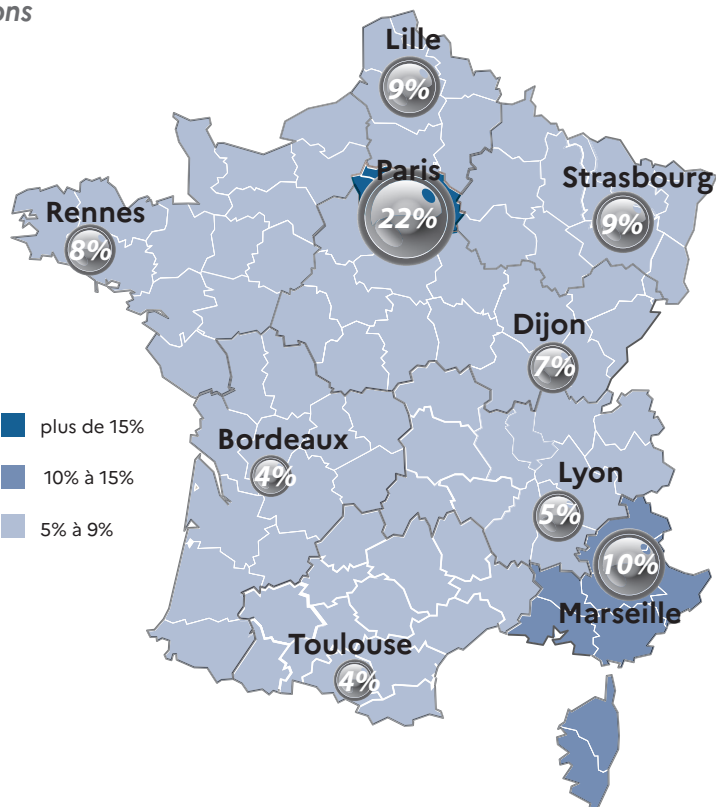 ons
Lille
9%
Paris
22%
Strasbourg
9%
Rennes
8%
Dijon
7%
plus de 15%
10% à 15%
5% à 9%
Bordeaux
4%
Lyon
5%
10%
Marseille
Toulouse
4%